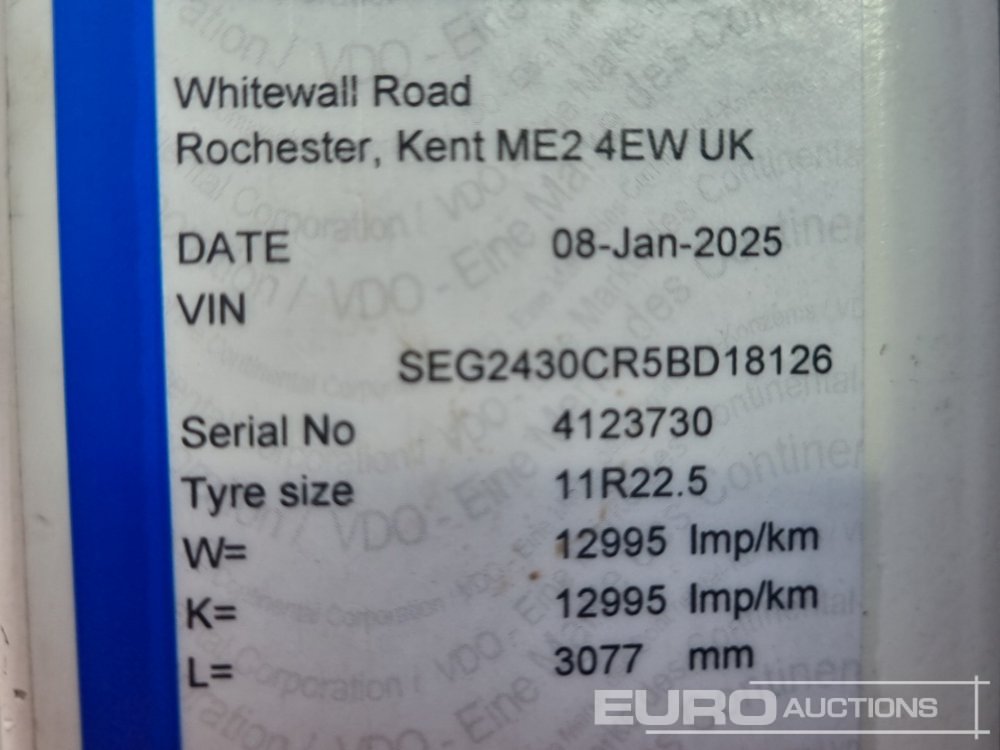 Whitewall Road
Rochester, Kent ME2 4EW UK
DATE 08-Jan-2025
VIN
SEG2430CR5BD18126
Serial No 4123730
Tyre size 11R22.5
W= 12995 Imp/km
K= 12995 Imp/km
L= 3077 mm
EURO AUCTIONS